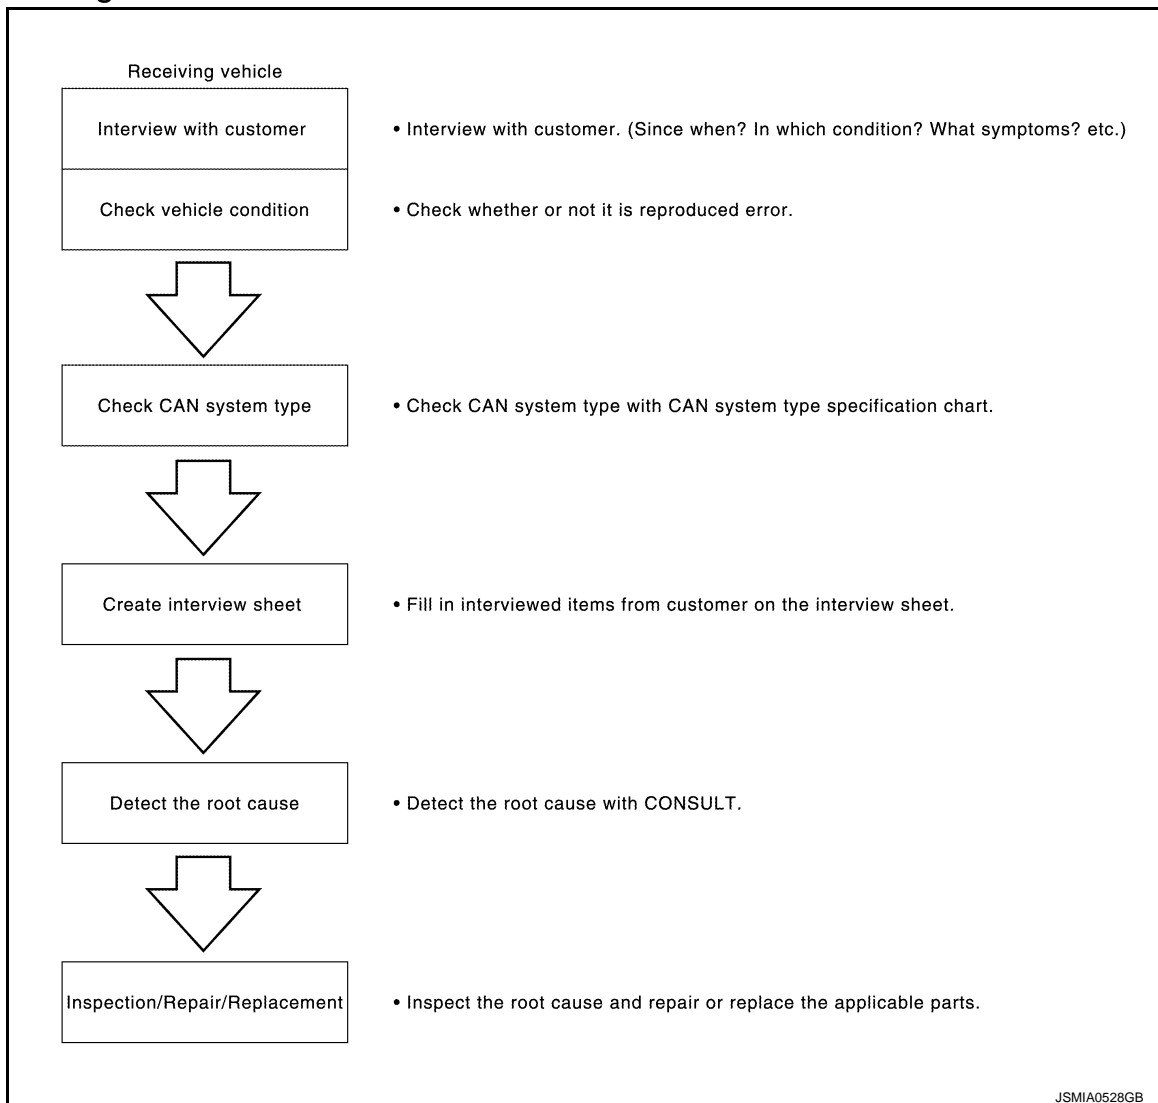 Receiving vehicle
Interview with customer
• Interview with customer. (Since when? In which condition? What symptoms? etc.)
Check vehicle condition
• Check whether or not it is reproduced error.
Check CAN system type
• Check CAN system type with CAN system type specification chart.
Create interview sheet
• Fill in interviewed items from customer on the interview sheet.
Detect the root cause
• Detect the root cause with CONSULT.
Inspection/Repair/Replacement
• Inspect the root cause and repair or replace the applicable parts.
JSMIA0528GB